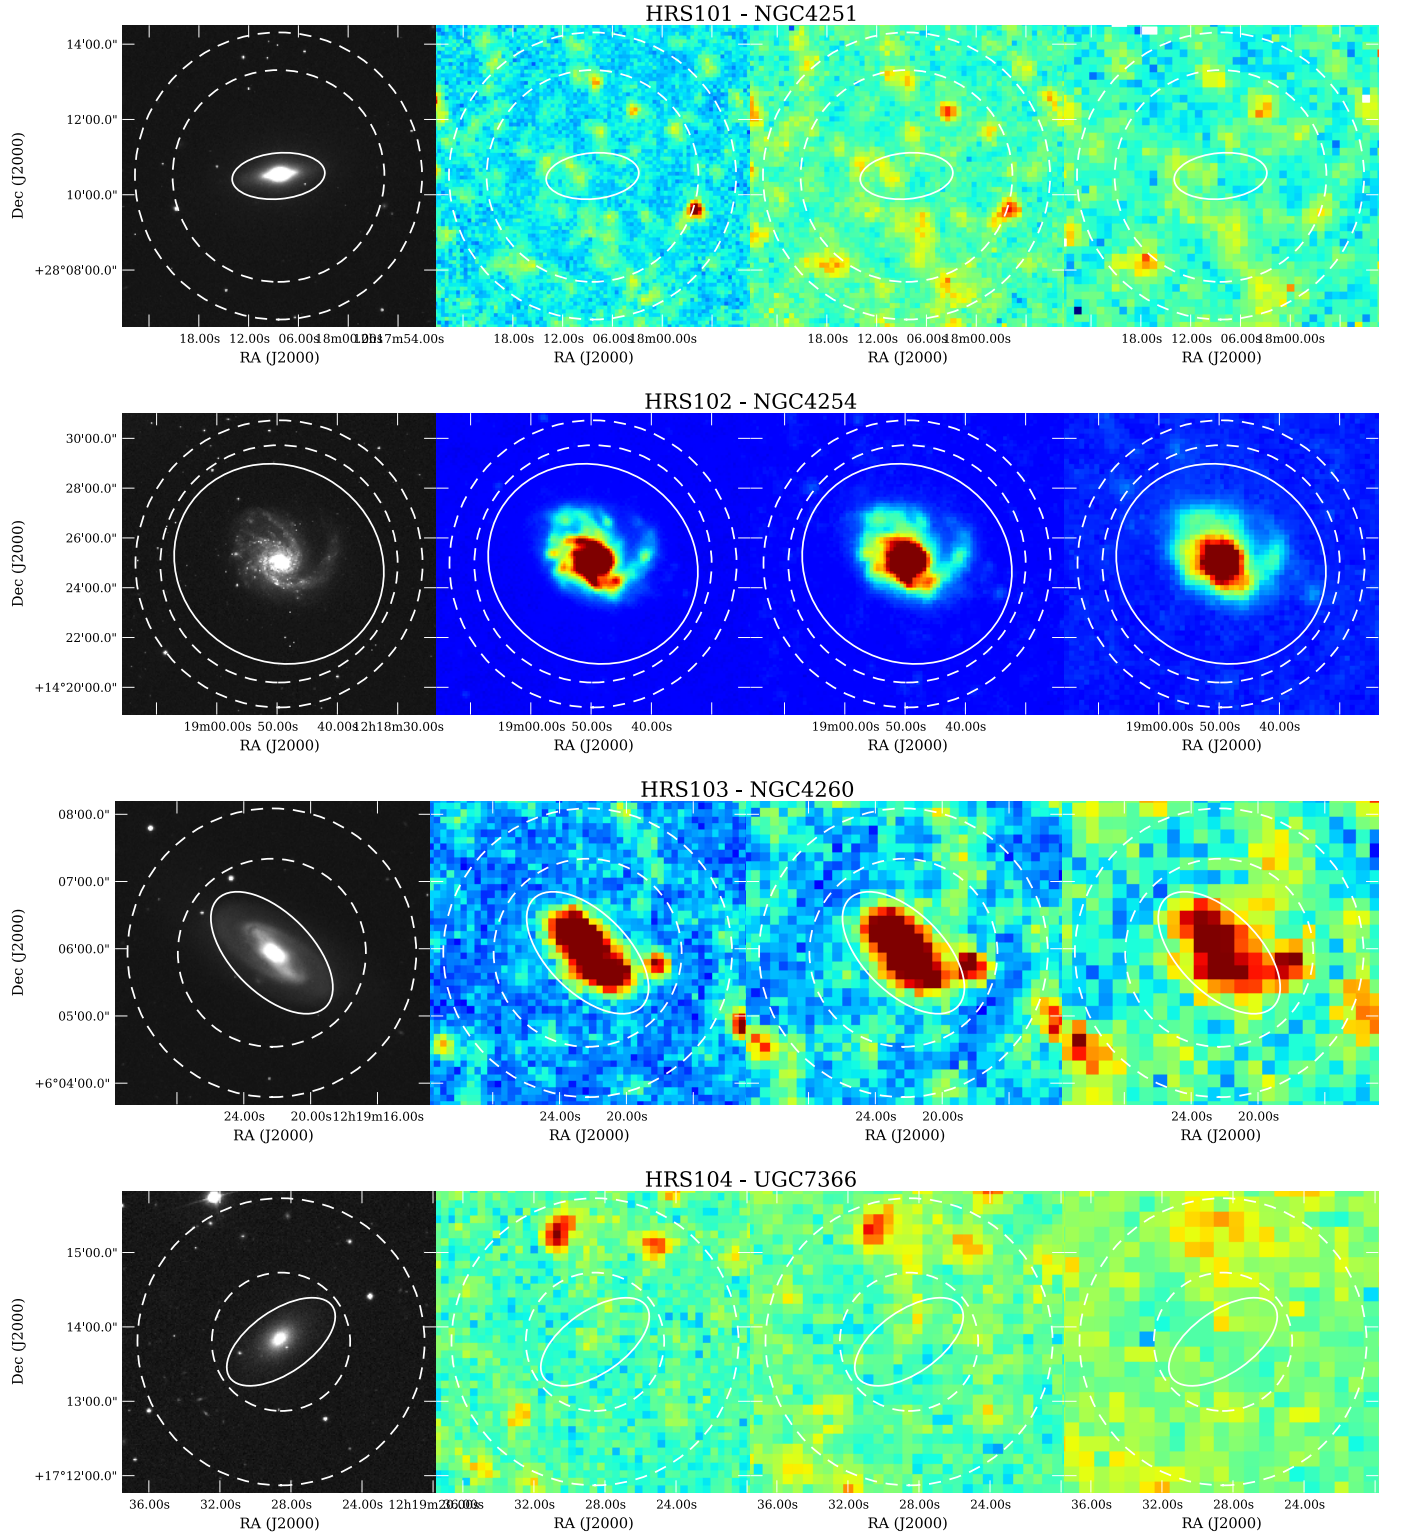 HRS101 - NGC4251
14'00.0"
12'00.0"
10'00.0"
+28°08'00.0"
Dec (J2000)
18.00s 12.00s 06.00s 18m00.00s 12h17m54.00s
18.00s 12.00s 06.00s 18m00.00s
18.00s 12.00s 06.00s 18m00.00s
18.00s 12.00s 06.00s 18m00.00s
RA (J2000) RA (J2000) RA (J2000) RA (J2000)
HRS102 - NGC4254
30'00.0"
28'00.0"
26'00.0"
24'00.0"
22'00.0"
+14°20'00.0"
Dec (J2000)
19m00.00s 50.00s 40.00s 12h18m30.00s
19m00.00s 50.00s 40.00s
19m00.00s 50.00s 40.00s
19m00.00s 50.00s 40.00s
RA (J2000) RA (J2000) RA (J2000) RA (J2000)
HRS103 - NGC4260
08'00.0"
07'00.0"
06'00.0"
05'00.0"
+6°04'00.0"
Dec (J2000)
24.00s 20.00s 12h19m16.00s
24.00s 20.00s
24.00s 20.00s
24.00s 20.00s
RA (J2000) RA (J2000) RA (J2000) RA (J2000)
HRS104 - UGC7366
15'00.0"
14'00.0"
13'00.0"
+17°12'00.0"
Dec (J2000)
36.00s 32.00s 28.00s 24.00s 12h19m20.00s
36.00s 32.00s 28.00s 24.00s
36.00s 32.00s 28.00s 24.00s
36.00s 32.00s 28.00s 24.00s
RA (J2000) RA (J2000) RA (J2000) RA (J2000)